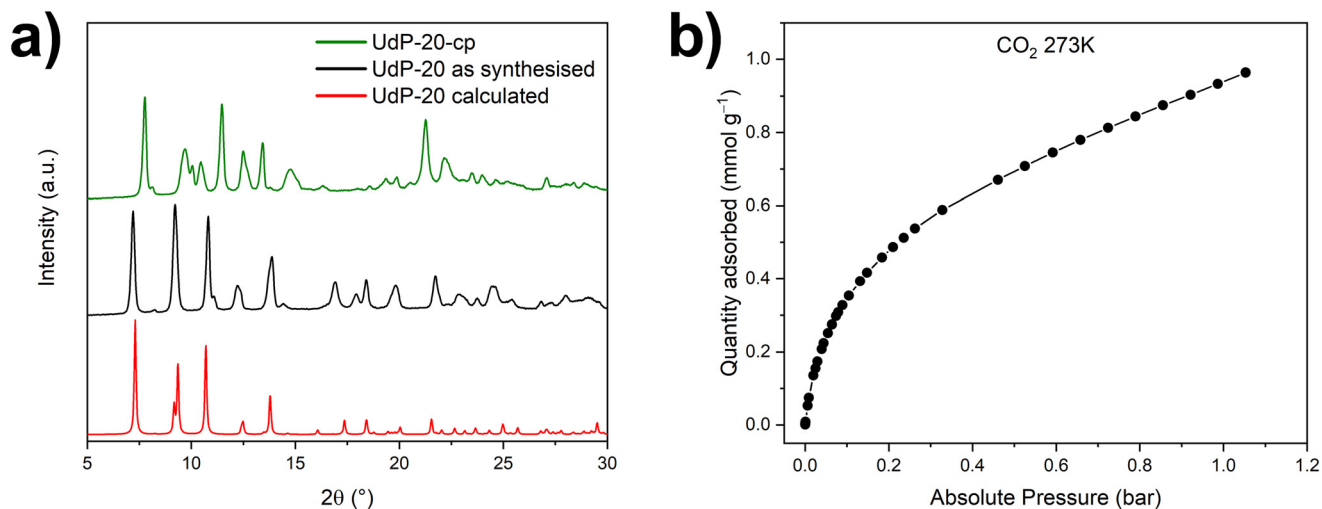 a)
UdP-20-cp
UdP-20 as synthesised
UdP-20 calculated
Intensity (a.u.)
5
10
15
20
25
30
2θ (°)
b)
CO₂ 273K
Quantity adsorbed (mmol g⁻¹)
1.0
0.8
0.6
0.4
0.2
0.0
0.0
0.2
0.4
0.6
0.8
1.0
1.2
Absolute Pressure (bar)